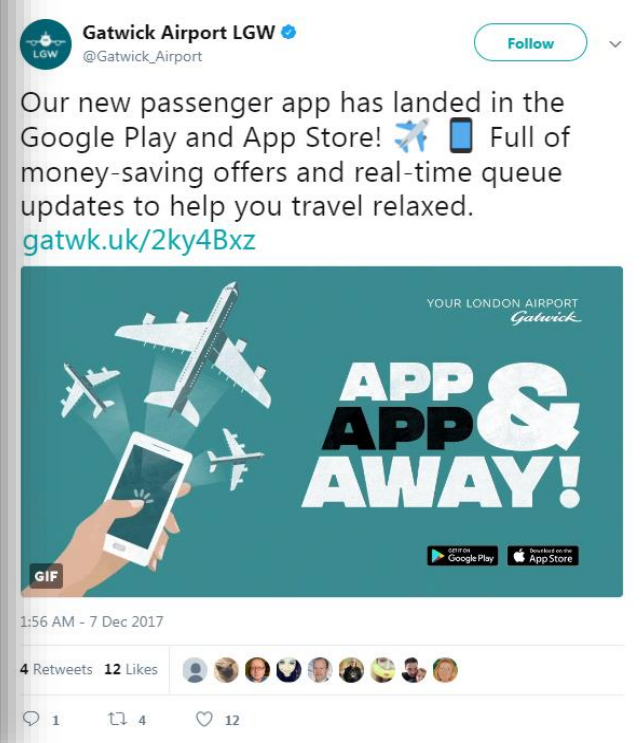 Gatwick Airport LGW
@Gatwick_Airport
Follow
LGW
Our new passenger app has landed in the
Google Play and App Store! ✈️ 📱 Full of
money-saving offers and real-time queue
updates to help you travel relaxed.
gatwk.uk/2ky4Bxz
YOUR LONDON AIRPORT
Gatwick
APP
APP &
AWAY!
GET IT ON
Google Play
Download on the
App Store
GIF
1:56 AM - 7 Dec 2017
4 Retweets 12 Likes
1 4 12